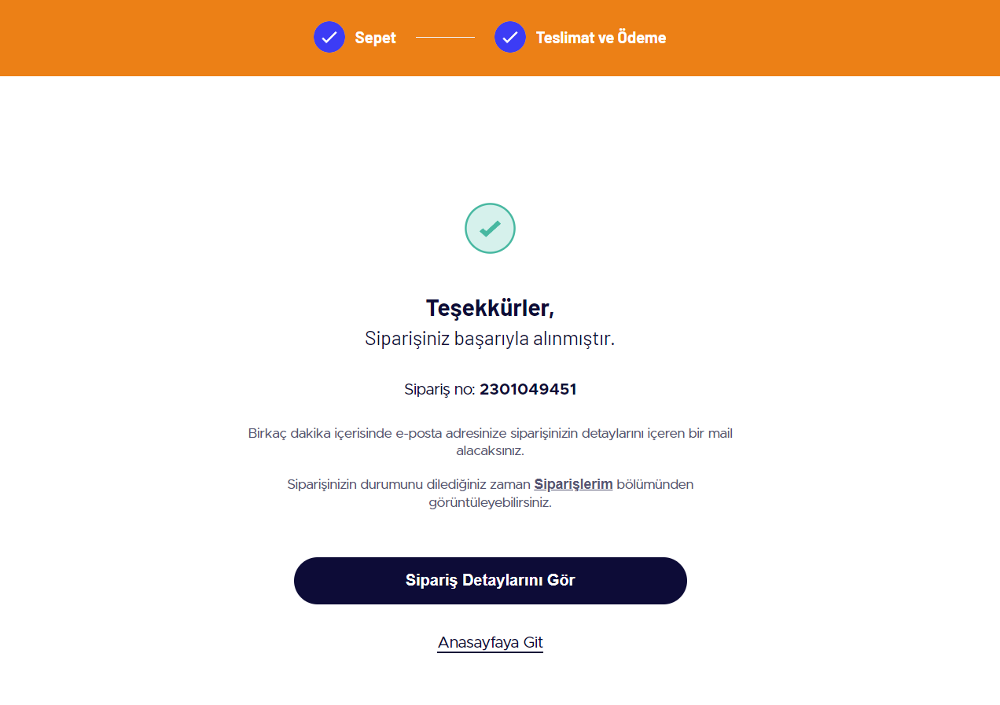 Sepet
Teslimat ve Ödeme
Teşekkürler,
Siparişiniz başarıyla alınmıştır.
Sipariş no: 2301049451
Birkaç dakika içerisinde e-posta adresinize siparişinizin detaylarını içeren bir mail
alacaksınız.
Siparişinizin durumunu dilediğiniz zaman Siparişlerim bölümünden
görüntüleyebilirsiniz.
Sipariş Detaylarını Gör
Anasayfaya Git